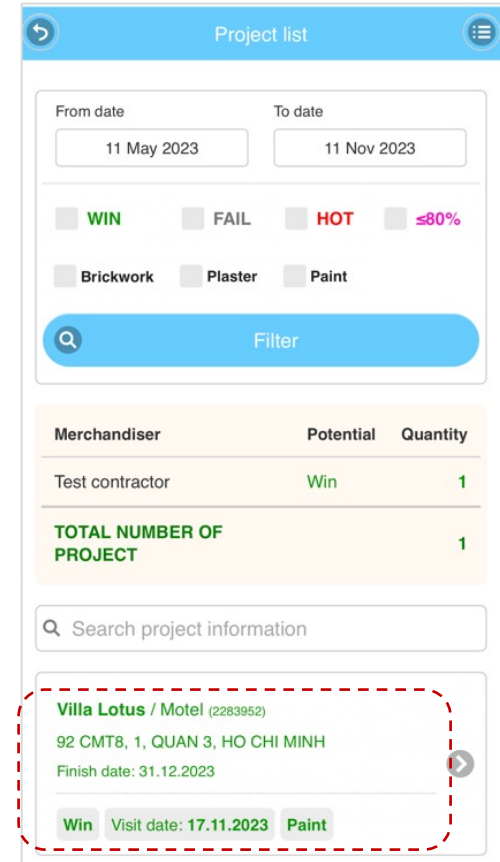 Project list
From date To date
11 May 2023 11 Nov 2023
WIN FAIL HOT ≤80%
Brickwork Plaster Paint
Filter
Merchandiser Potential Quantity
Test contractor Win 1
TOTAL NUMBER OF
PROJECT 1
Search project information
Villa Lotus / Motel (2283952)
92 CMT8, 1, QUAN 3, HO CHI MINH
Finish date: 31.12.2023
Win Visit date: 17.11.2023 Paint